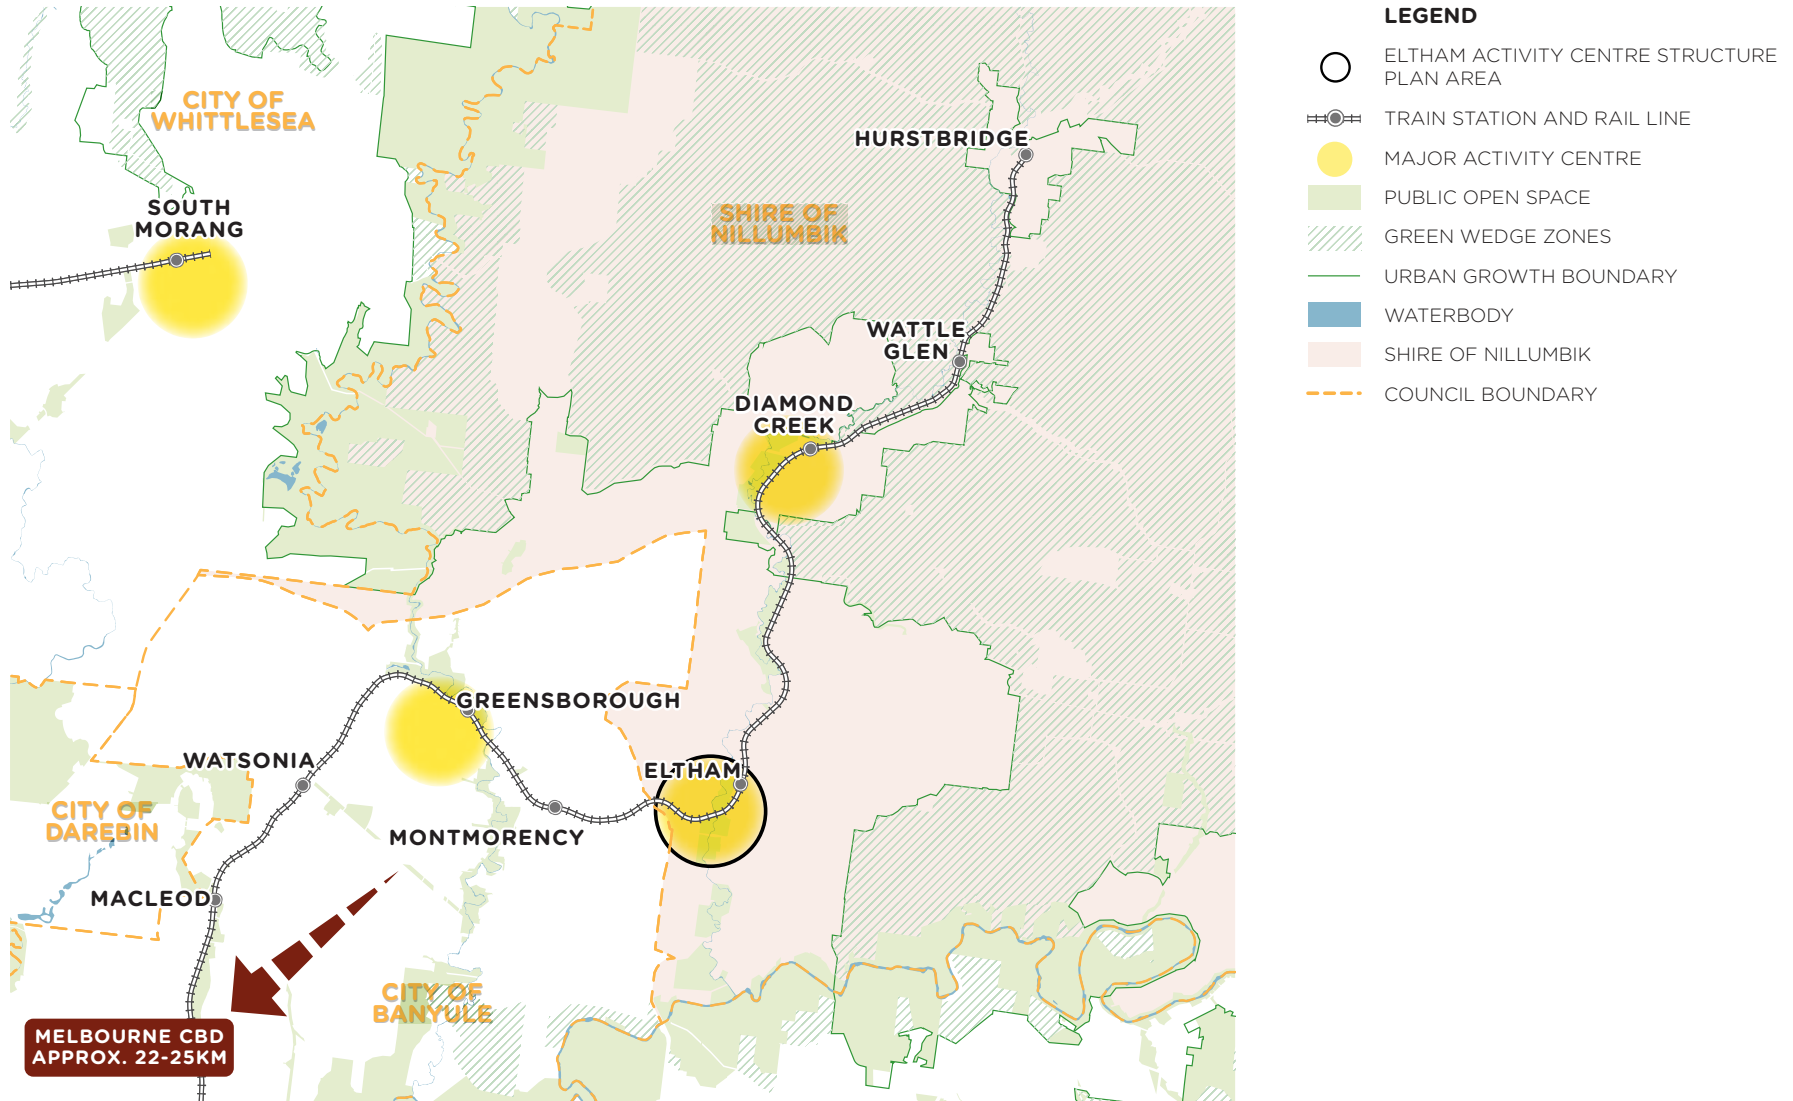 CITY OF
WHITTLESEA
SOUTH
MORANG
HURSTBRIDGE
SHIRE OF
NILLUMBIK
WATTLE
GLEN
DIAMOND
CREEK
GREENSBOROUGH
WATSONIA
ELTHAM
CITY OF
DAREBIN
MONTMORENCY
MACLEOD
CITY OF
BANYULE
MELBOURNE CBD
APPROX. 22-25KM
LEGEND
ELTHAM ACTIVITY CENTRE STRUCTURE
PLAN AREA
TRAIN STATION AND RAIL LINE
MAJOR ACTIVITY CENTRE
PUBLIC OPEN SPACE
GREEN WEDGE ZONES
URBAN GROWTH BOUNDARY
WATERBODY
SHIRE OF NILLUMBIK
COUNCIL BOUNDARY